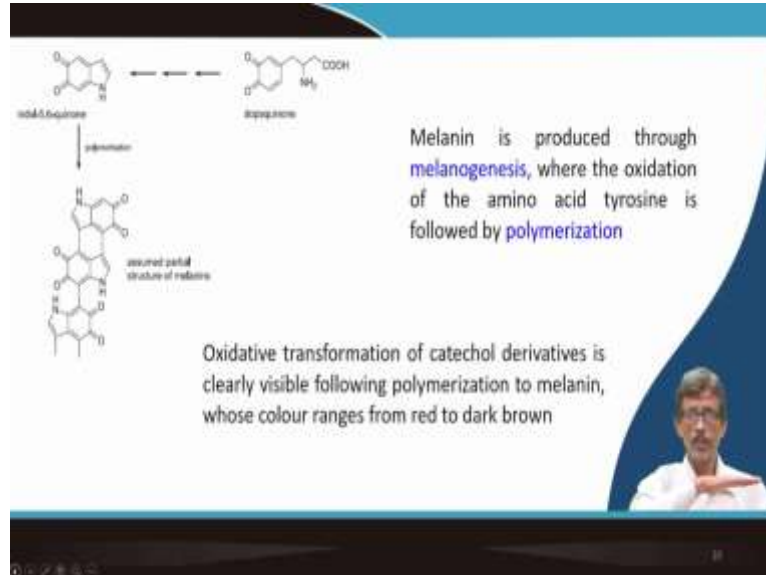 COOH
NH₂
O
O
O
O
N
H
indol-5,6-quinone
dopaquinone
polymerization
Melanin is produced through
melanogenesis, where the oxidation
of the amino acid tyrosine is
followed by polymerization
assumed partial
structure of melanins
Oxidative transformation of catechol derivatives is
clearly visible following polymerization to melanin,
whose colour ranges from red to dark brown